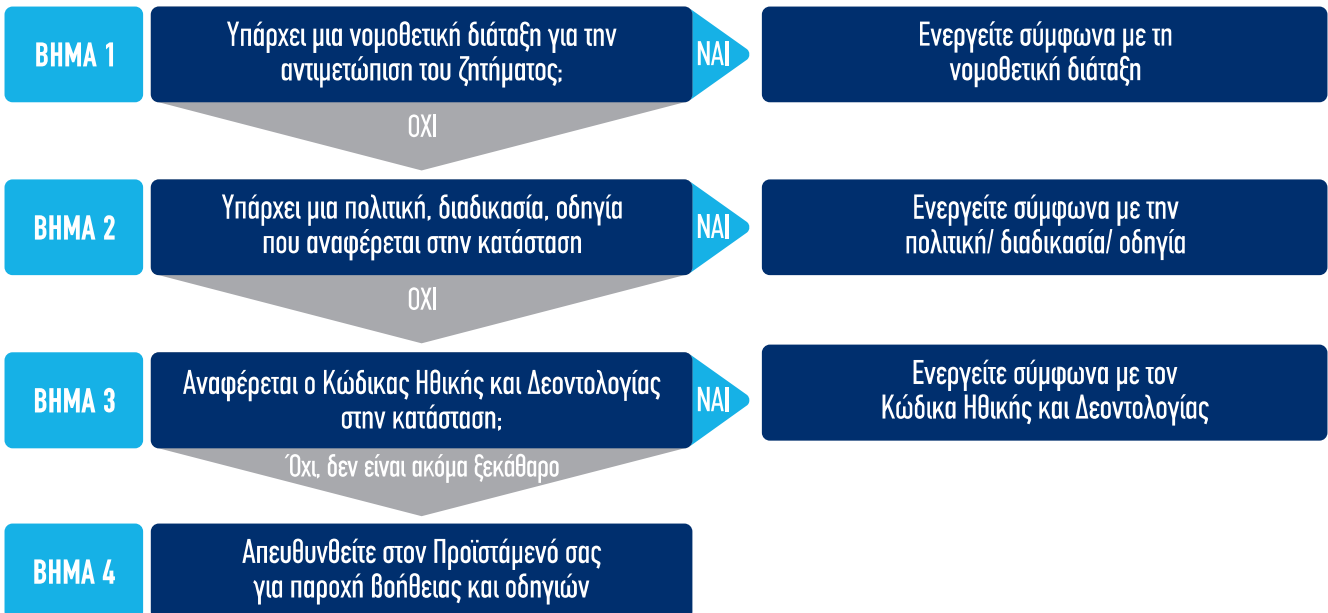 ΒΗΜΑ 1
Υπάρχει μια νομοθετική διάταξη για την
αντιμετώπιση του ζητήματος;
ΝΑΙ
Ενεργείτε σύμφωνα με τη
νομοθετική διάταξη
ΟΧΙ
ΒΗΜΑ 2
Υπάρχει μια πολιτική, διαδικασία, οδηγία
που αναφέρεται στην κατάσταση
ΝΑΙ
Ενεργείτε σύμφωνα με την
πολιτική/ διαδικασία/ οδηγία
ΟΧΙ
ΒΗΜΑ 3
Αναφέρεται ο Κώδικας Ηθικής και Δεοντολογίας
στην κατάσταση;
ΝΑΙ
Ενεργείτε σύμφωνα με τον
Κώδικα Ηθικής και Δεοντολογίας
Όχι, δεν είναι ακόμα ξεκάθαρο
ΒΗΜΑ 4
Απευθυνθείτε στον Προϊστάμενό σας
για παροχή βοήθειας και οδηγιών